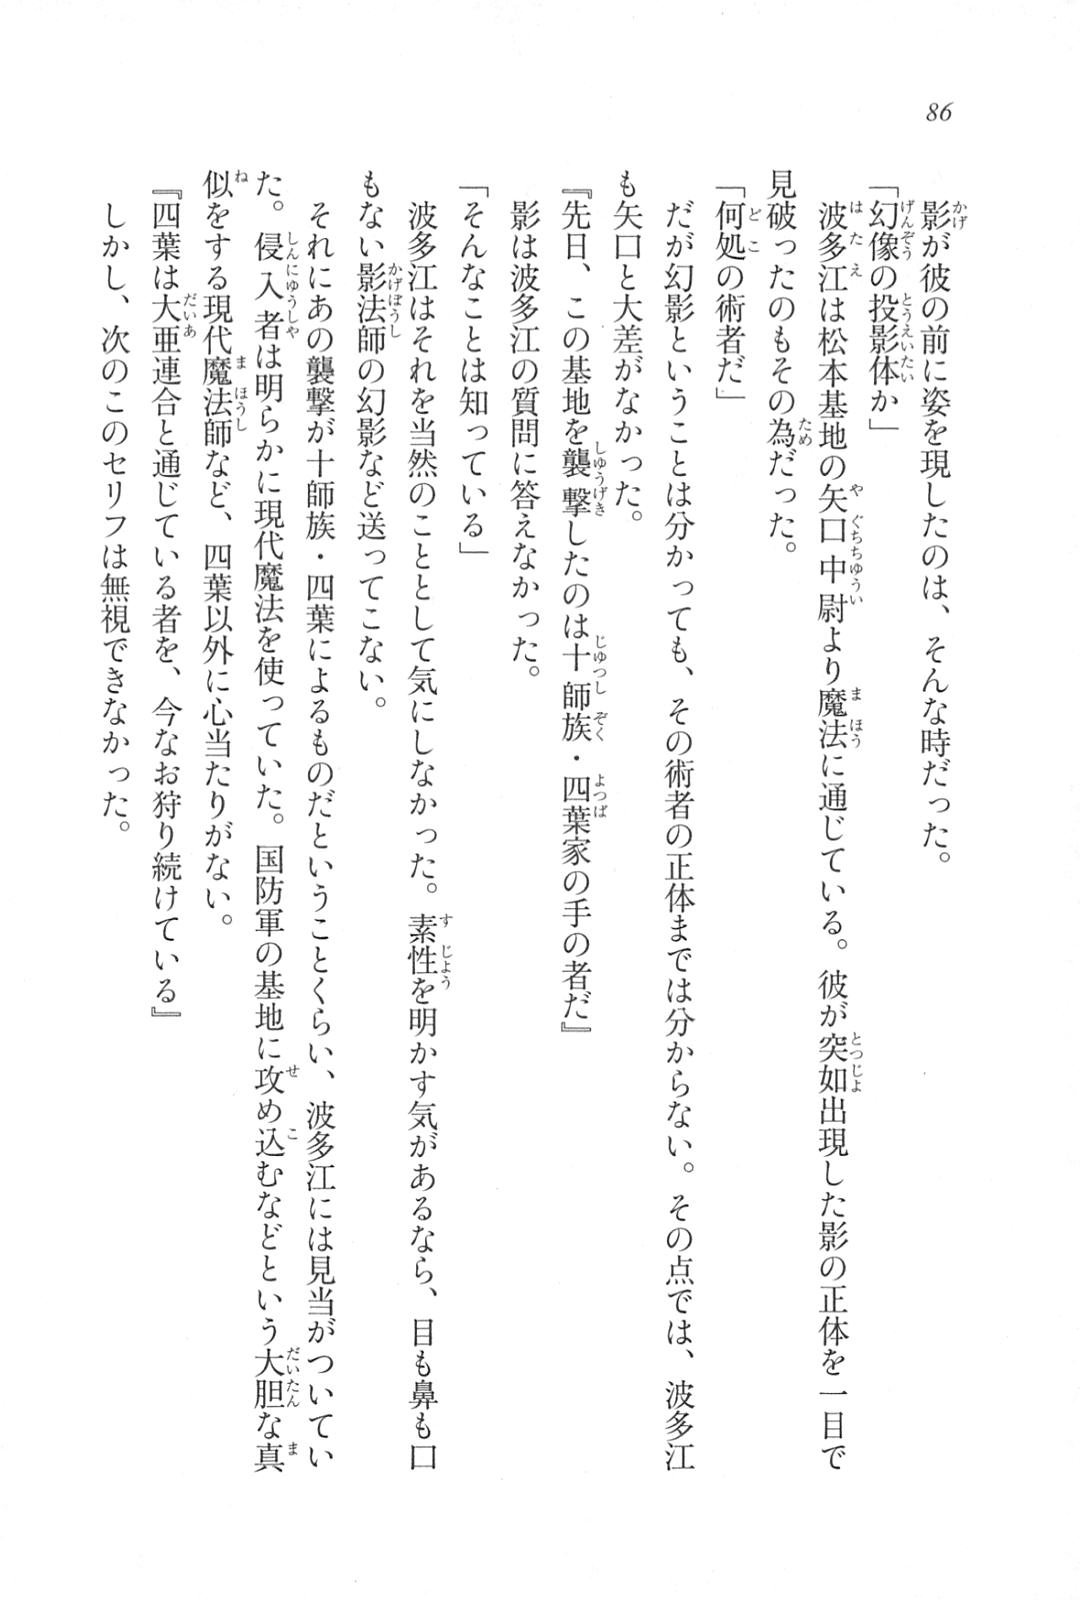 86
影が彼の前に姿を現したのは、そんな時だった。
「幻像の投影体か」
波多江は松本基地の矢口中尉より魔法に通じている。彼が突如出現した影の正体を一目で
見破ったのもその為だった。
「何処の術者だ」
だが幻影ということは分かっても、その術者の正体までは分からない。その点では、波多江
も矢口と大差がなかった。
『先日、この基地を襲撃したのは十師族・四葉家の手の者だ』
影は波多江の質問に答えなかった。
「そんなことは知っている」
波多江はそれを当然のこととして気にしなかった。素性を明かす気があるなら、目も鼻も口
もない影法師の幻影など送ってこない。
それにあの襲撃が十師族・四葉によるものだということくらい、波多江には見当がついてい
た。侵入者は明らかに現代魔法を使っていた。国防軍の基地に攻め込むなどという大胆な真
似をする現代魔法師など、四葉以外に心当たりがない。
『四葉は大亜連合と通じている者を、今なお狩り続けている』
しかし、次のこのセリフは無視できなかった。